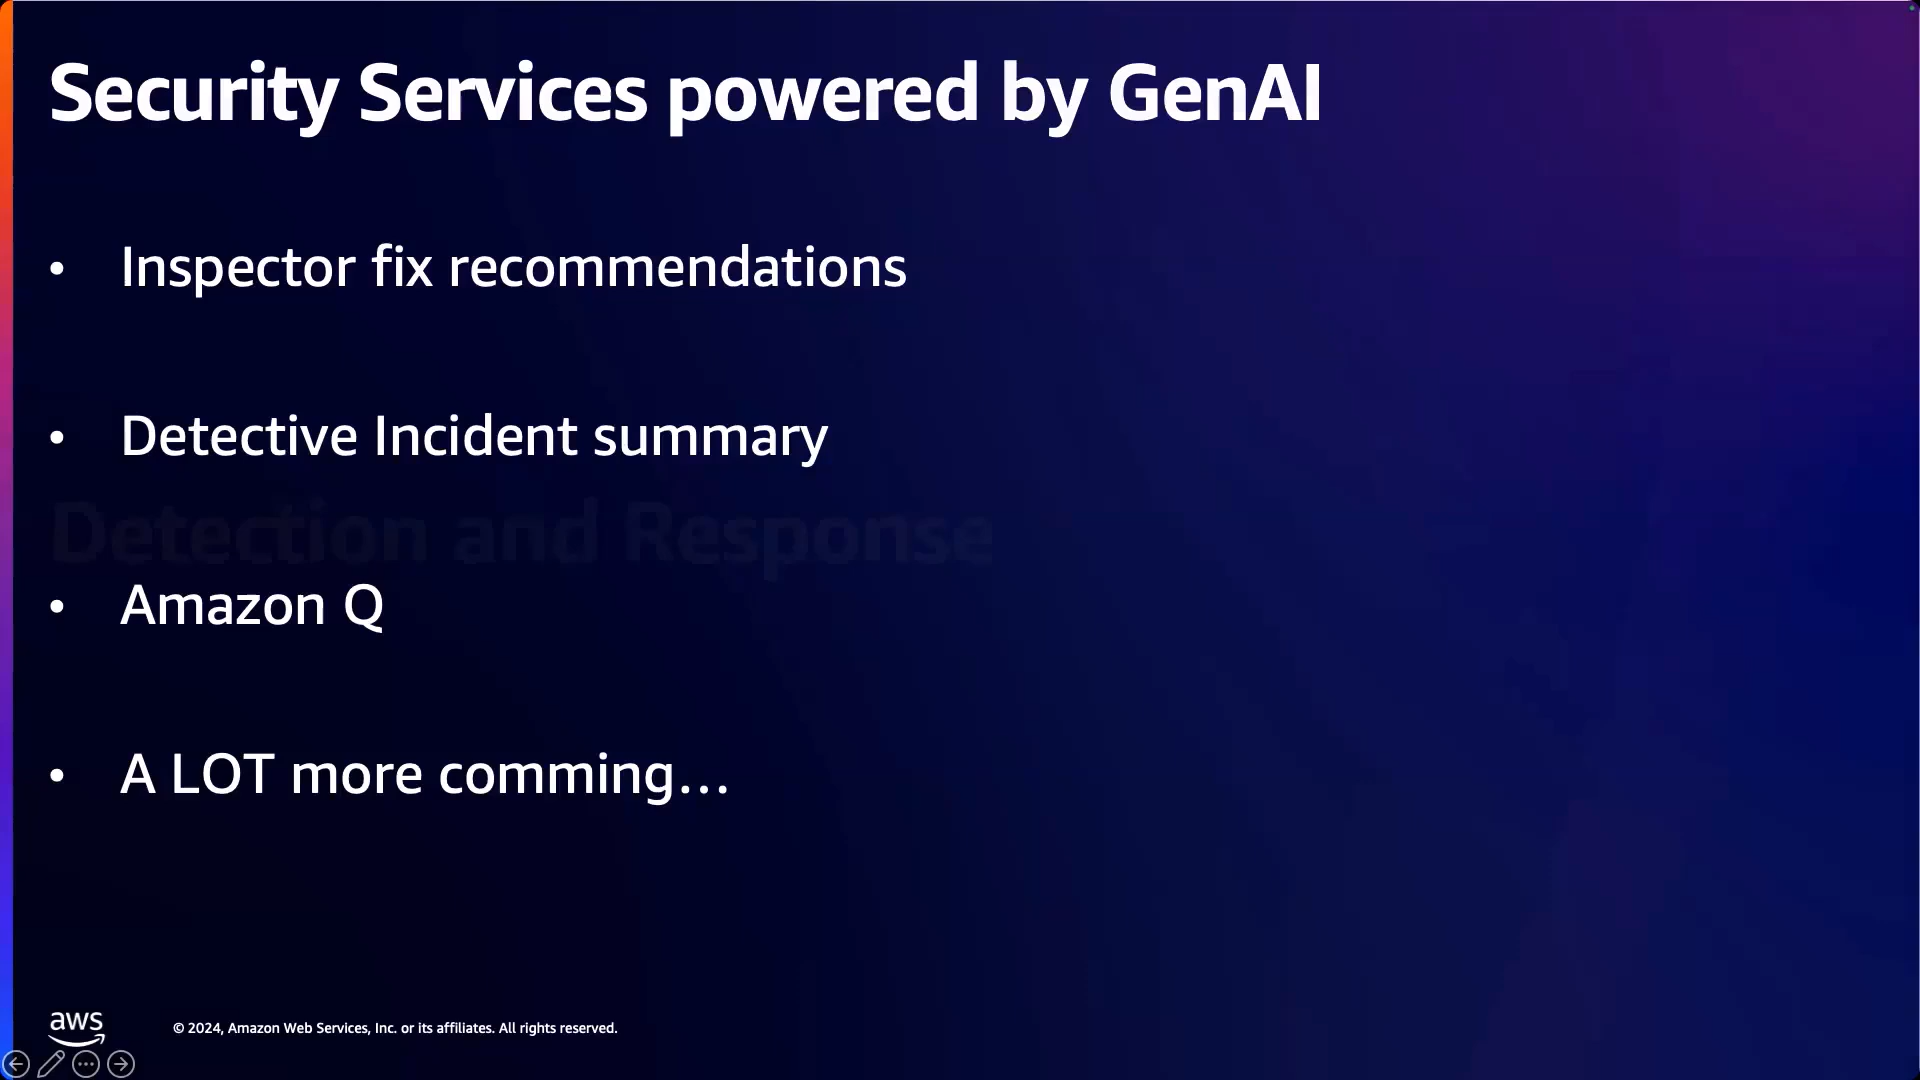 Security Services powered by GenAI
• Inspector fix recommendations
• Detective Incident summary
Detection and Response
• Amazon Q
• A LOT more comming...
aws
© 2024, Amazon Web Services, Inc. or its affiliates. All rights reserved.